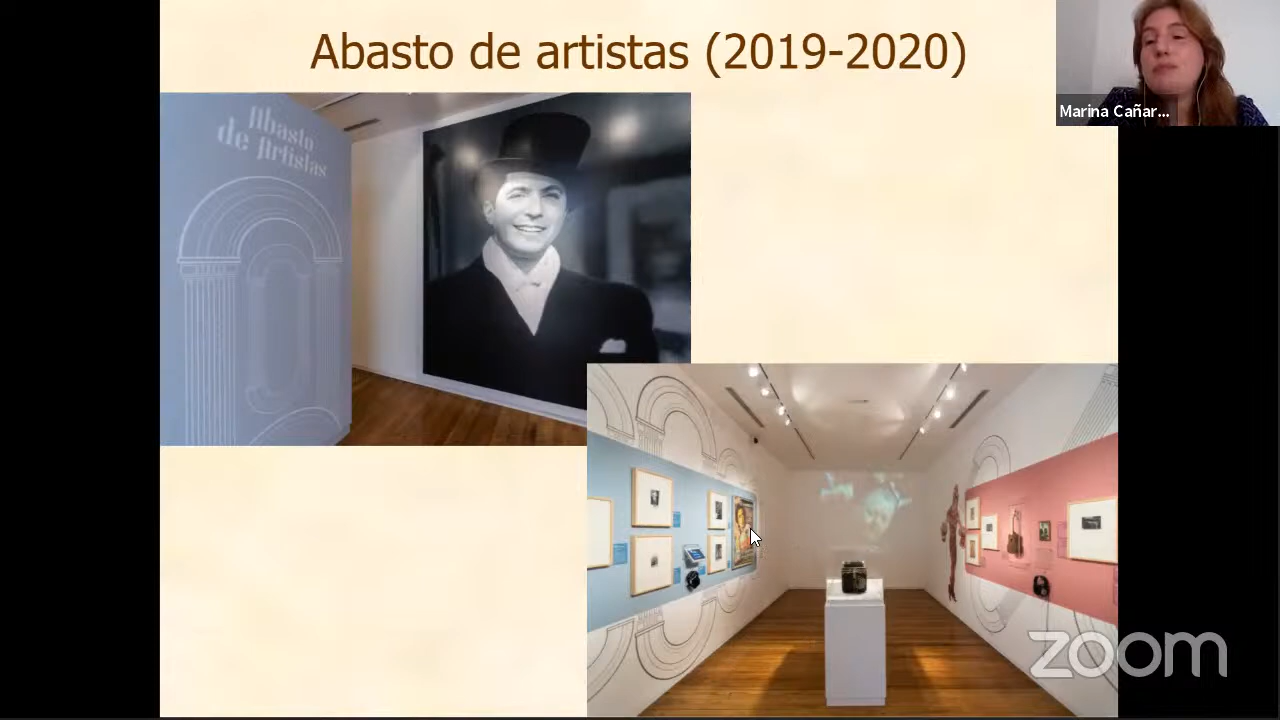 Abasto de artistas (2019-2020)
Abasto
de Artistas
Marina Cañar...
zoom